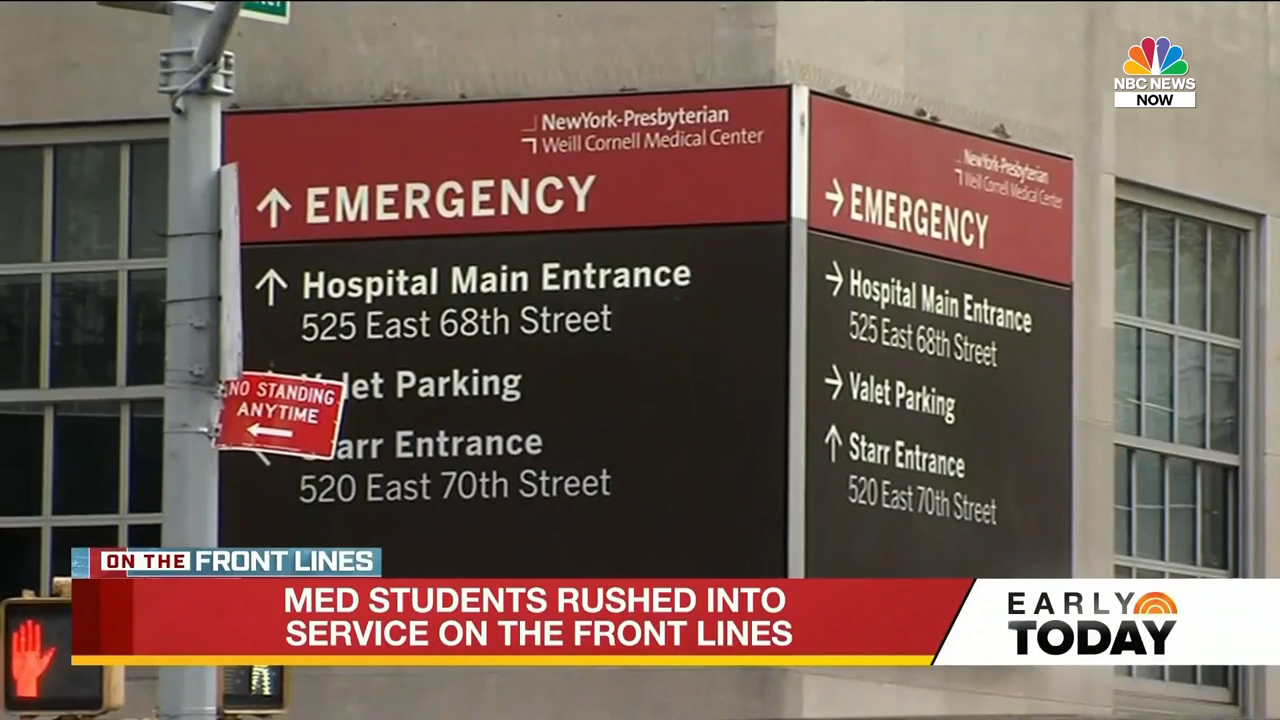 NBC NEWS
NOW
NewYork-Presbyterian
Weill Cornell Medical Center
EMERGENCY
Hospital Main Entrance
525 East 68th Street
Valet Parking
Starr Entrance
520 East 70th Street
NewYork-Presbyterian
Weill Cornell Medical Center
EMERGENCY
Hospital Main Entrance
525 East 68th Street
Valet Parking
Starr Entrance
520 East 70th Street
NO STANDING
ANYTIME
ON THE FRONT LINES
MED STUDENTS RUSHED INTO
SERVICE ON THE FRONT LINES
EARLY
TODAY